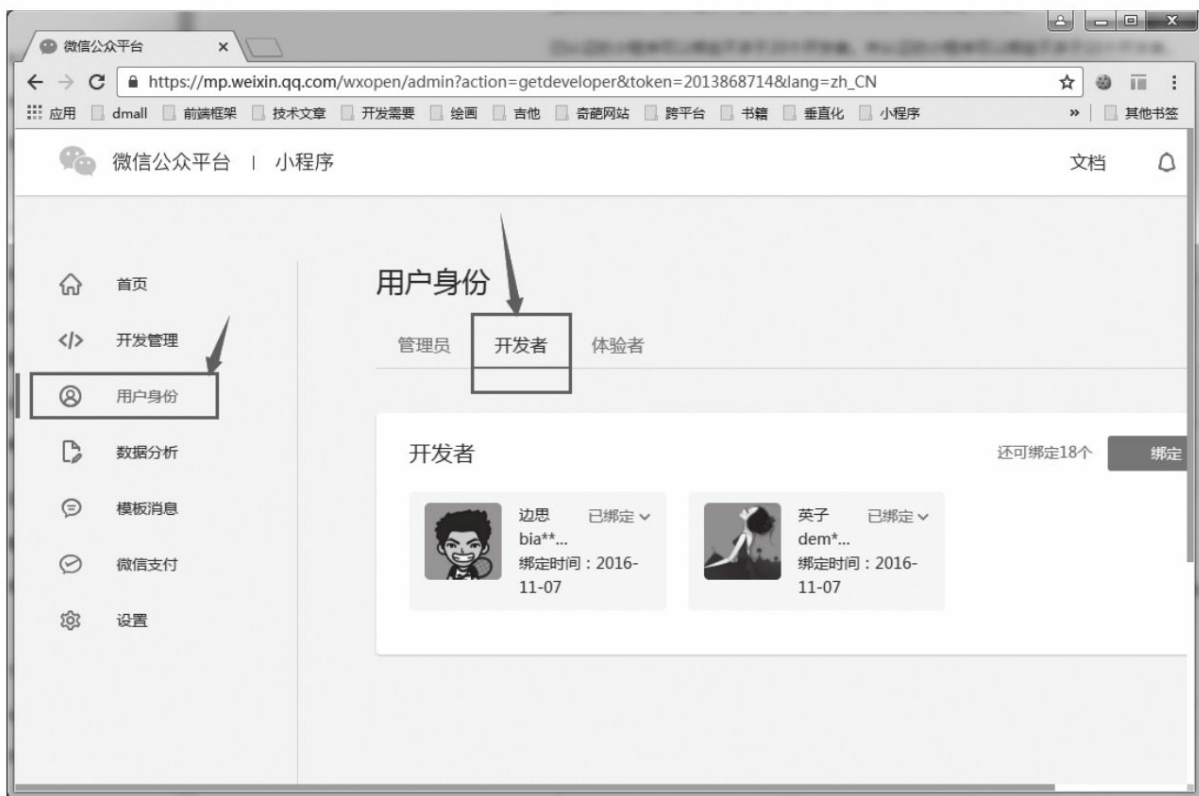 微信公众平台
https://mp.weixin.qq.com/wxopen/admin?action=getdeveloper&token=2013868714&lang=zh_CN
应用 dmall 前端框架 技术文章 开发需要 绘画 吉他 奇葩网站 跨平台 书籍 垂直化 小程序 » 其他书签
微信公众平台 | 小程序 文档
首页
开发管理
用户身份
数据分析
模板消息
微信支付
设置
用户身份
管理员 开发者 体验者
开发者 还可绑定18个 绑定
边思 已绑定
bia**...
绑定时间：2016-
11-07
英子 已绑定
dem*...
绑定时间：2016-
11-07